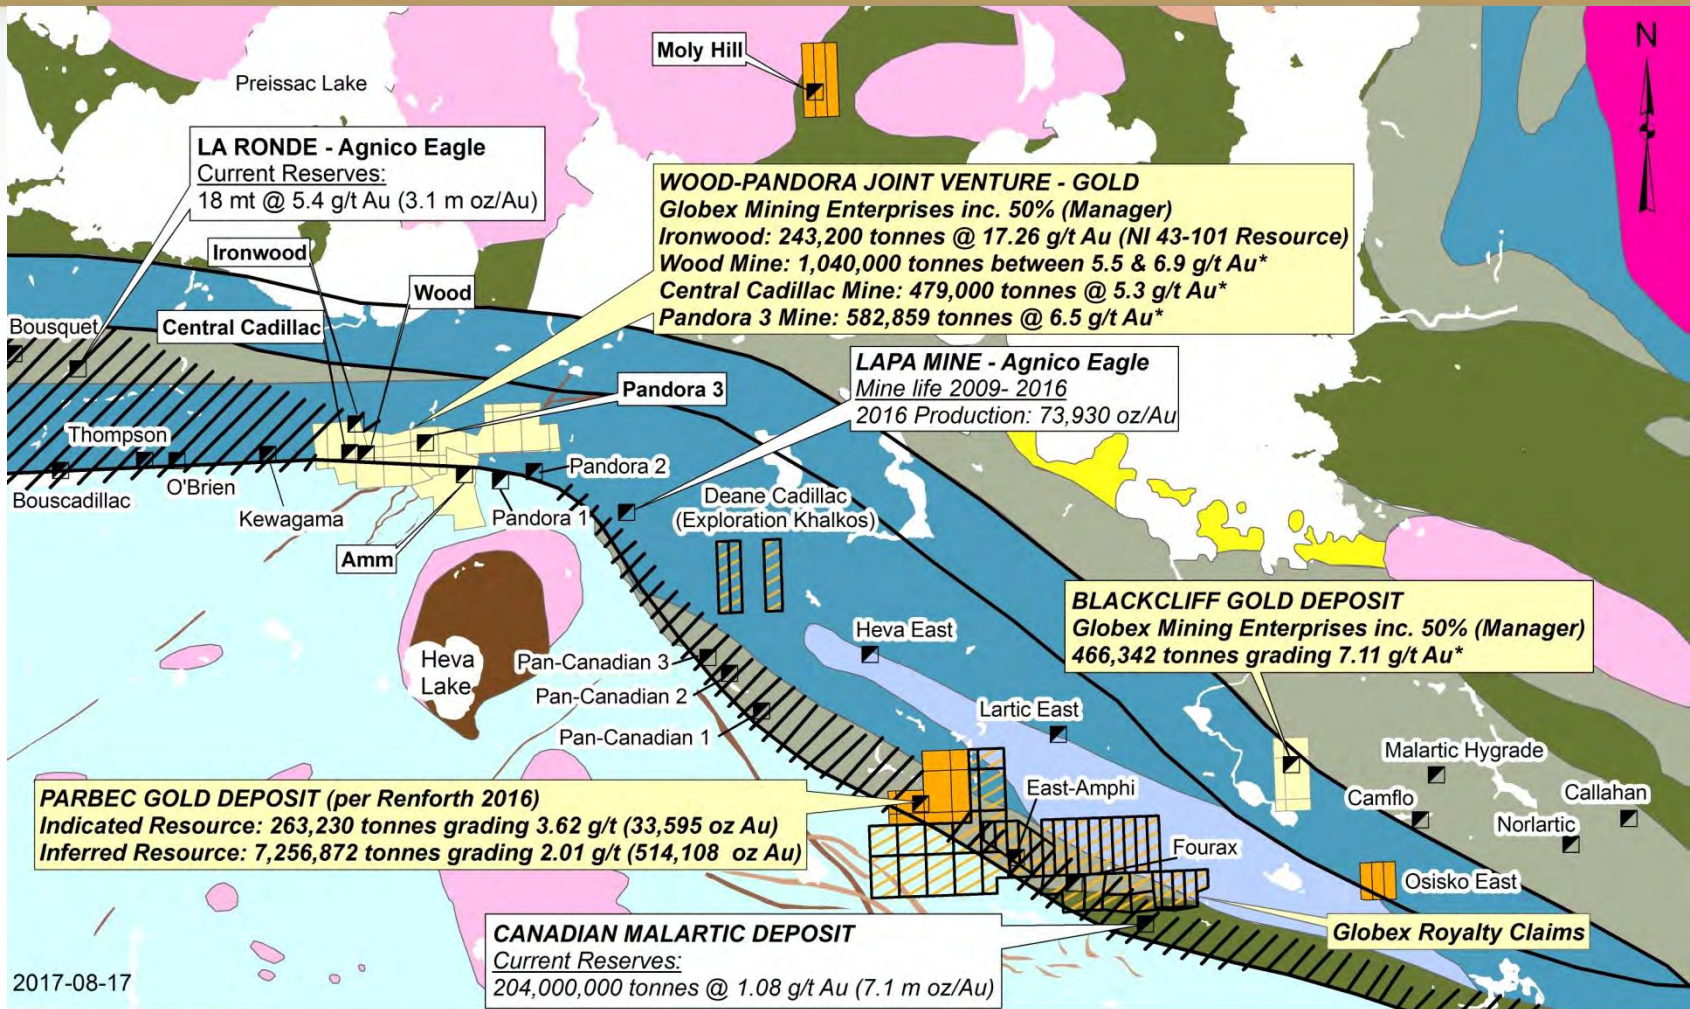 N
Moly Hill
Preissac Lake
LA RONDE - Agnico Eagle
Current Reserves:
18 mt @ 5.4 g/t Au (3.1 m oz/Au)
WOOD-PANDORA JOINT VENTURE - GOLD
Globex Mining Enterprises inc. 50% (Manager)
Ironwood: 243,200 tonnes @ 17.26 g/t Au (NI 43-101 Resource)
Wood Mine: 1,040,000 tonnes between 5.5 & 6.9 g/t Au*
Central Cadillac Mine: 479,000 tonnes @ 5.3 g/t Au*
Pandora 3 Mine: 582,859 tonnes @ 6.5 g/t Au*
Ironwood
Wood
Bousquet
Central Cadillac
LAPA MINE - Agnico Eagle
Mine life 2009- 2016
2016 Production: 73,930 oz/Au
Pandora 3
Thompson
Pandora 2
Bouscadillac
O'Brien
Kewagama
Pandora 1
Deane Cadillac
(Exploration Khalkos)
Amm
BLACKCLIFF GOLD DEPOSIT
Globex Mining Enterprises inc. 50% (Manager)
466,342 tonnes grading 7.11 g/t Au*
Heva East
Heva
Lake
Pan-Canadian 3
Pan-Canadian 2
Pan-Canadian 1
Lartic East
Malartic Hygrade
East-Amphi
Camflo
Callahan
Norlartic
PARBEC GOLD DEPOSIT (per Renforth 2016)
Indicated Resource: 263,230 tonnes grading 3.62 g/t (33,595 oz Au)
Inferred Resource: 7,256,872 tonnes grading 2.01 g/t (514,108 oz Au)
Fourax
Osisko East
CANADIAN MALARTIC DEPOSIT
Current Reserves:
204,000,000 tonnes @ 1.08 g/t Au (7.1 m oz/Au)
Globex Royalty Claims
2017-08-17